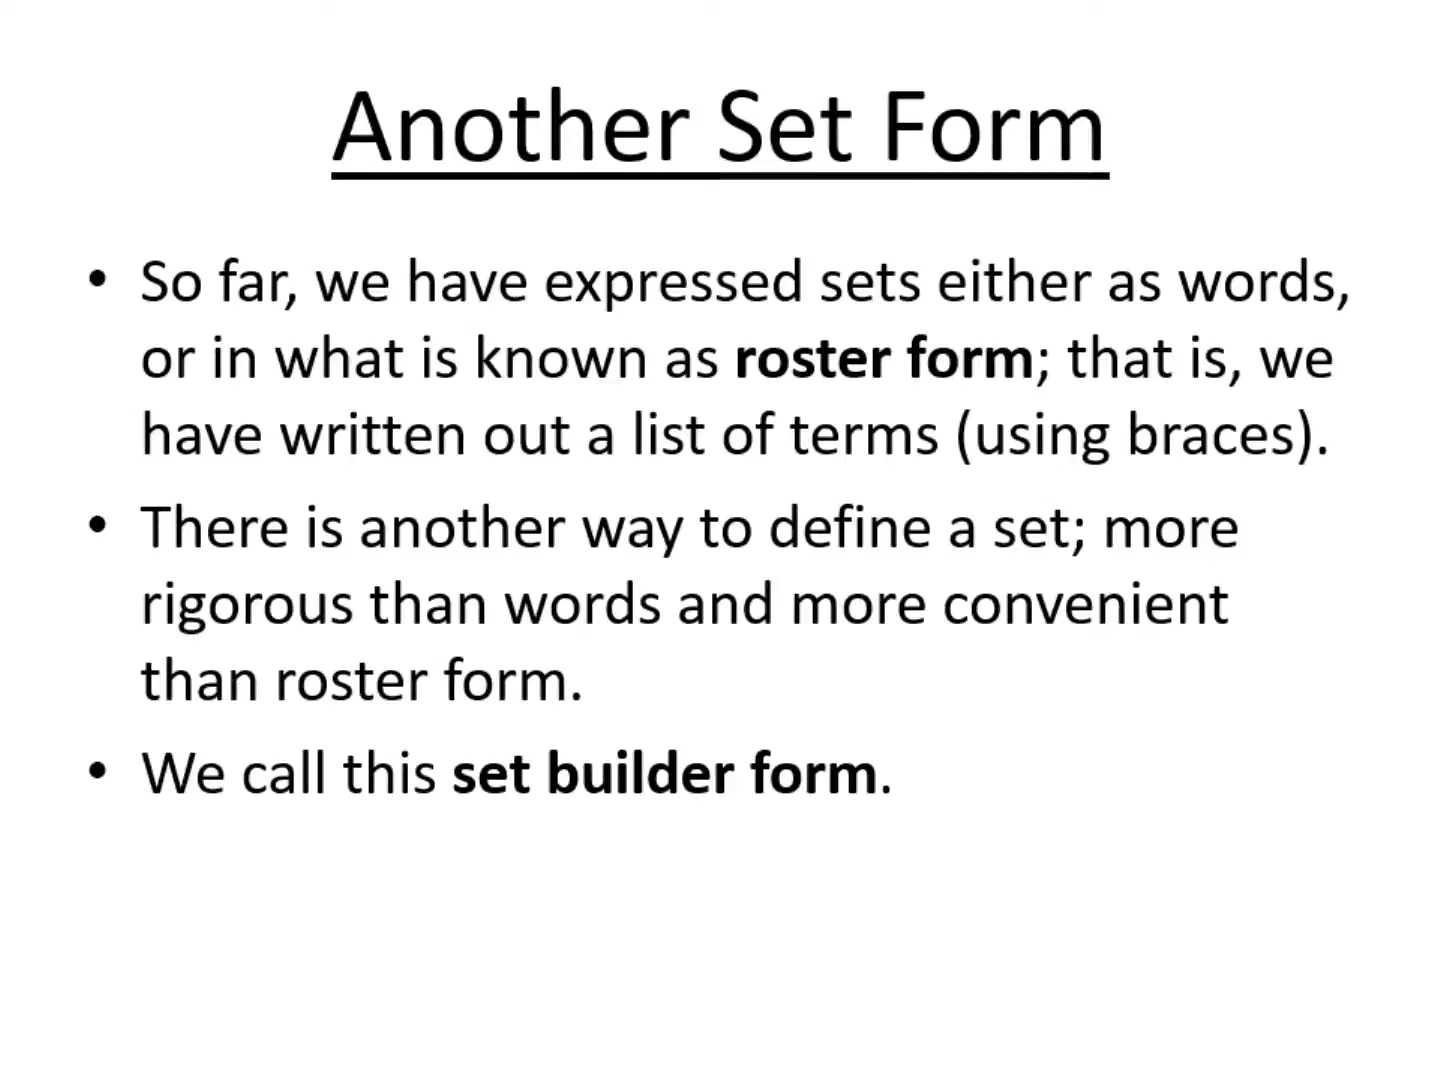 Another Set Form
• So far, we have expressed sets either as words,
or in what is known as roster form; that is, we
have written out a list of terms (using braces).
• There is another way to define a set; more
rigorous than words and more convenient
than roster form.
• We call this set builder form.